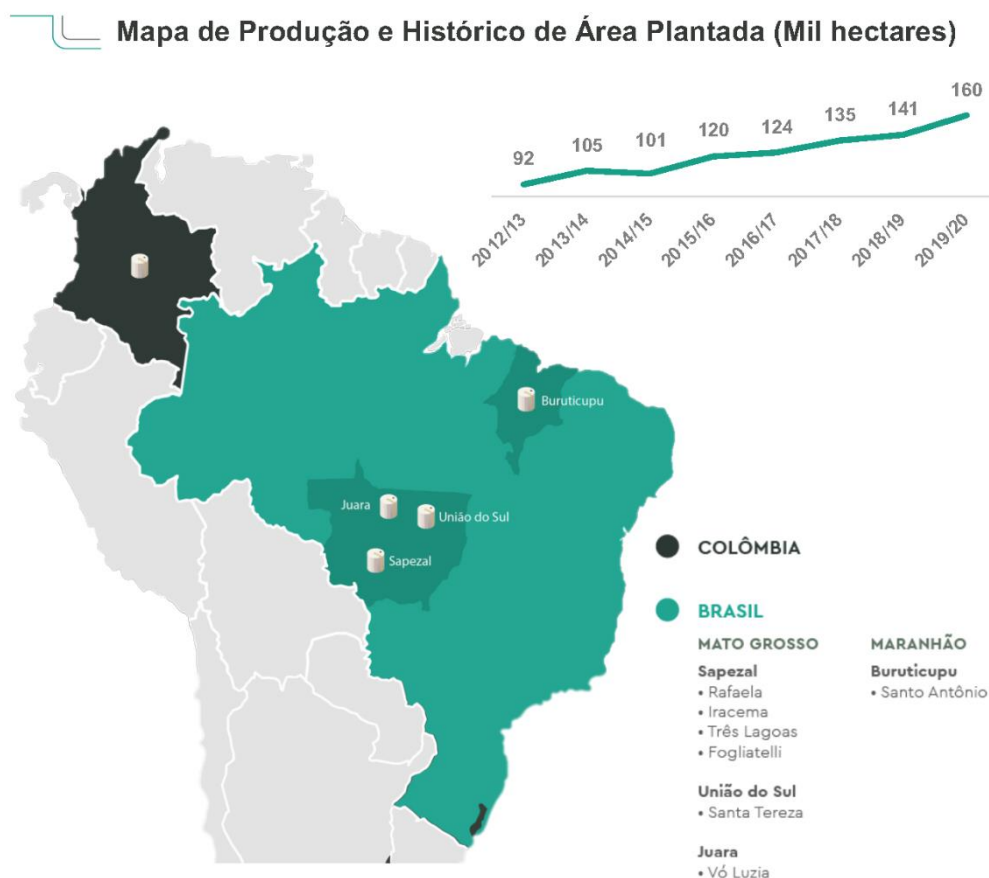 Mapa de Produção e Histórico de Área Plantada (Mil hectares)
92
105
101
120
124
135
141
160
2012/13
2013/14
2014/15
2015/16
2016/17
2017/18
2018/19
2019/20
Buruticupu
Juara
União do Sul
Sapezal
COLÔMBIA
BRASIL
MATO GROSSO
Sapezal
• Rafaela
• Iracema
• Três Lagoas
• Fogliatelli
União do Sul
• Santa Tereza
Juara
• Vó Luzia
MARANHÃO
Buruticupu
• Santo Antônio